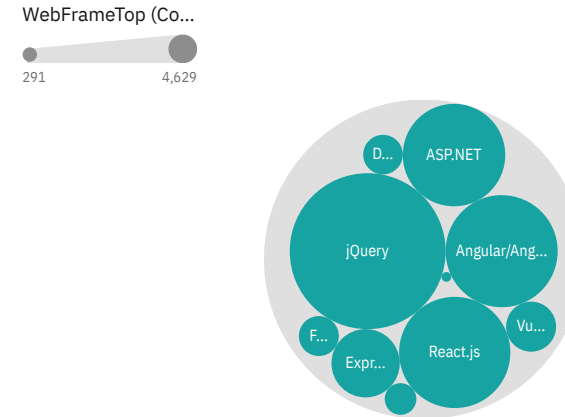 WebFrameTop (Co...
291 4,629
D... ASP.NET
jQuery Angular/Ang...
F... Vu...
Expr... React.js